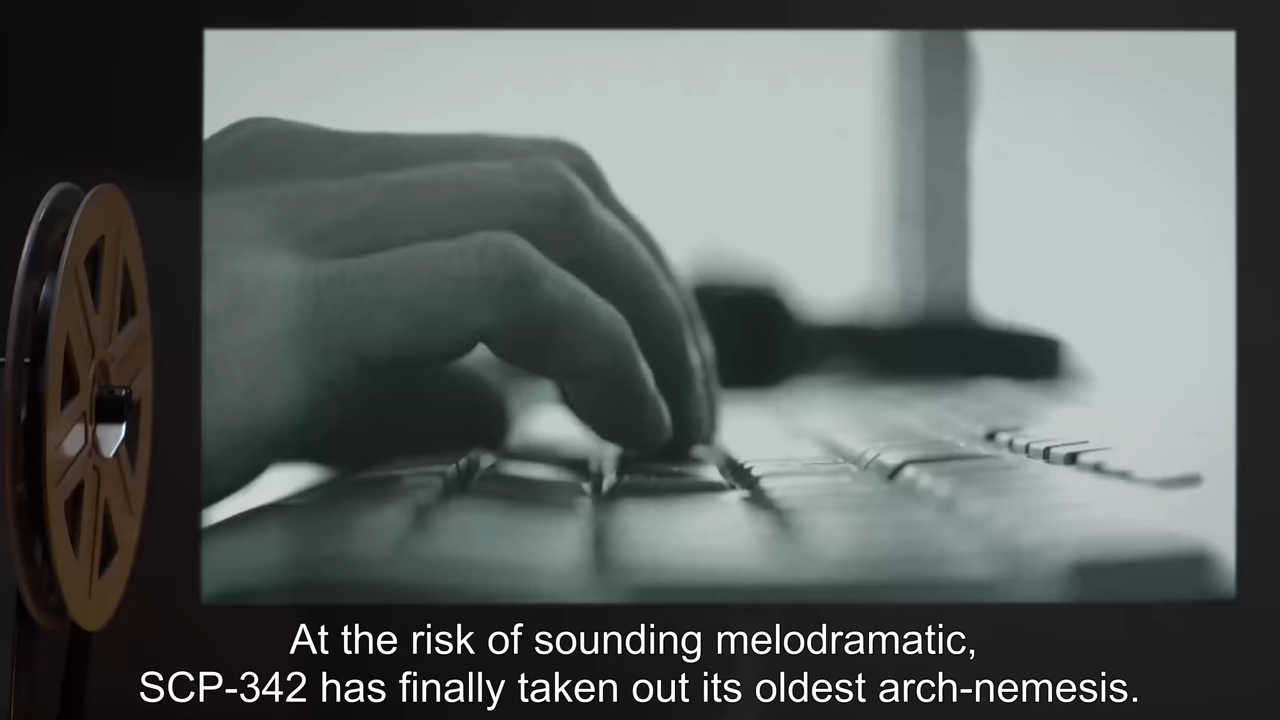 At the risk of sounding melodramatic,
SCP-342 has finally taken out its oldest arch-nemesis.